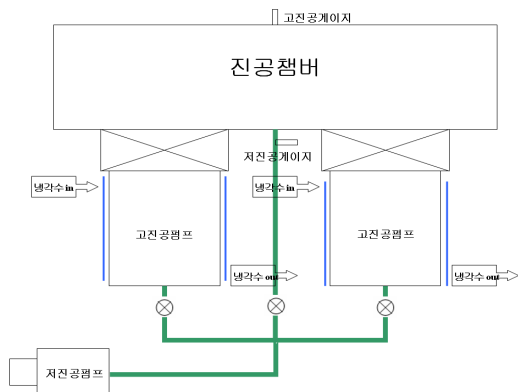 고진공게이지
진공챔버
저진공게이지
냉각수 in
냉각수 in
고진공펌프
고진공펌프
냉각수 out
냉각수 out
저진공펌프